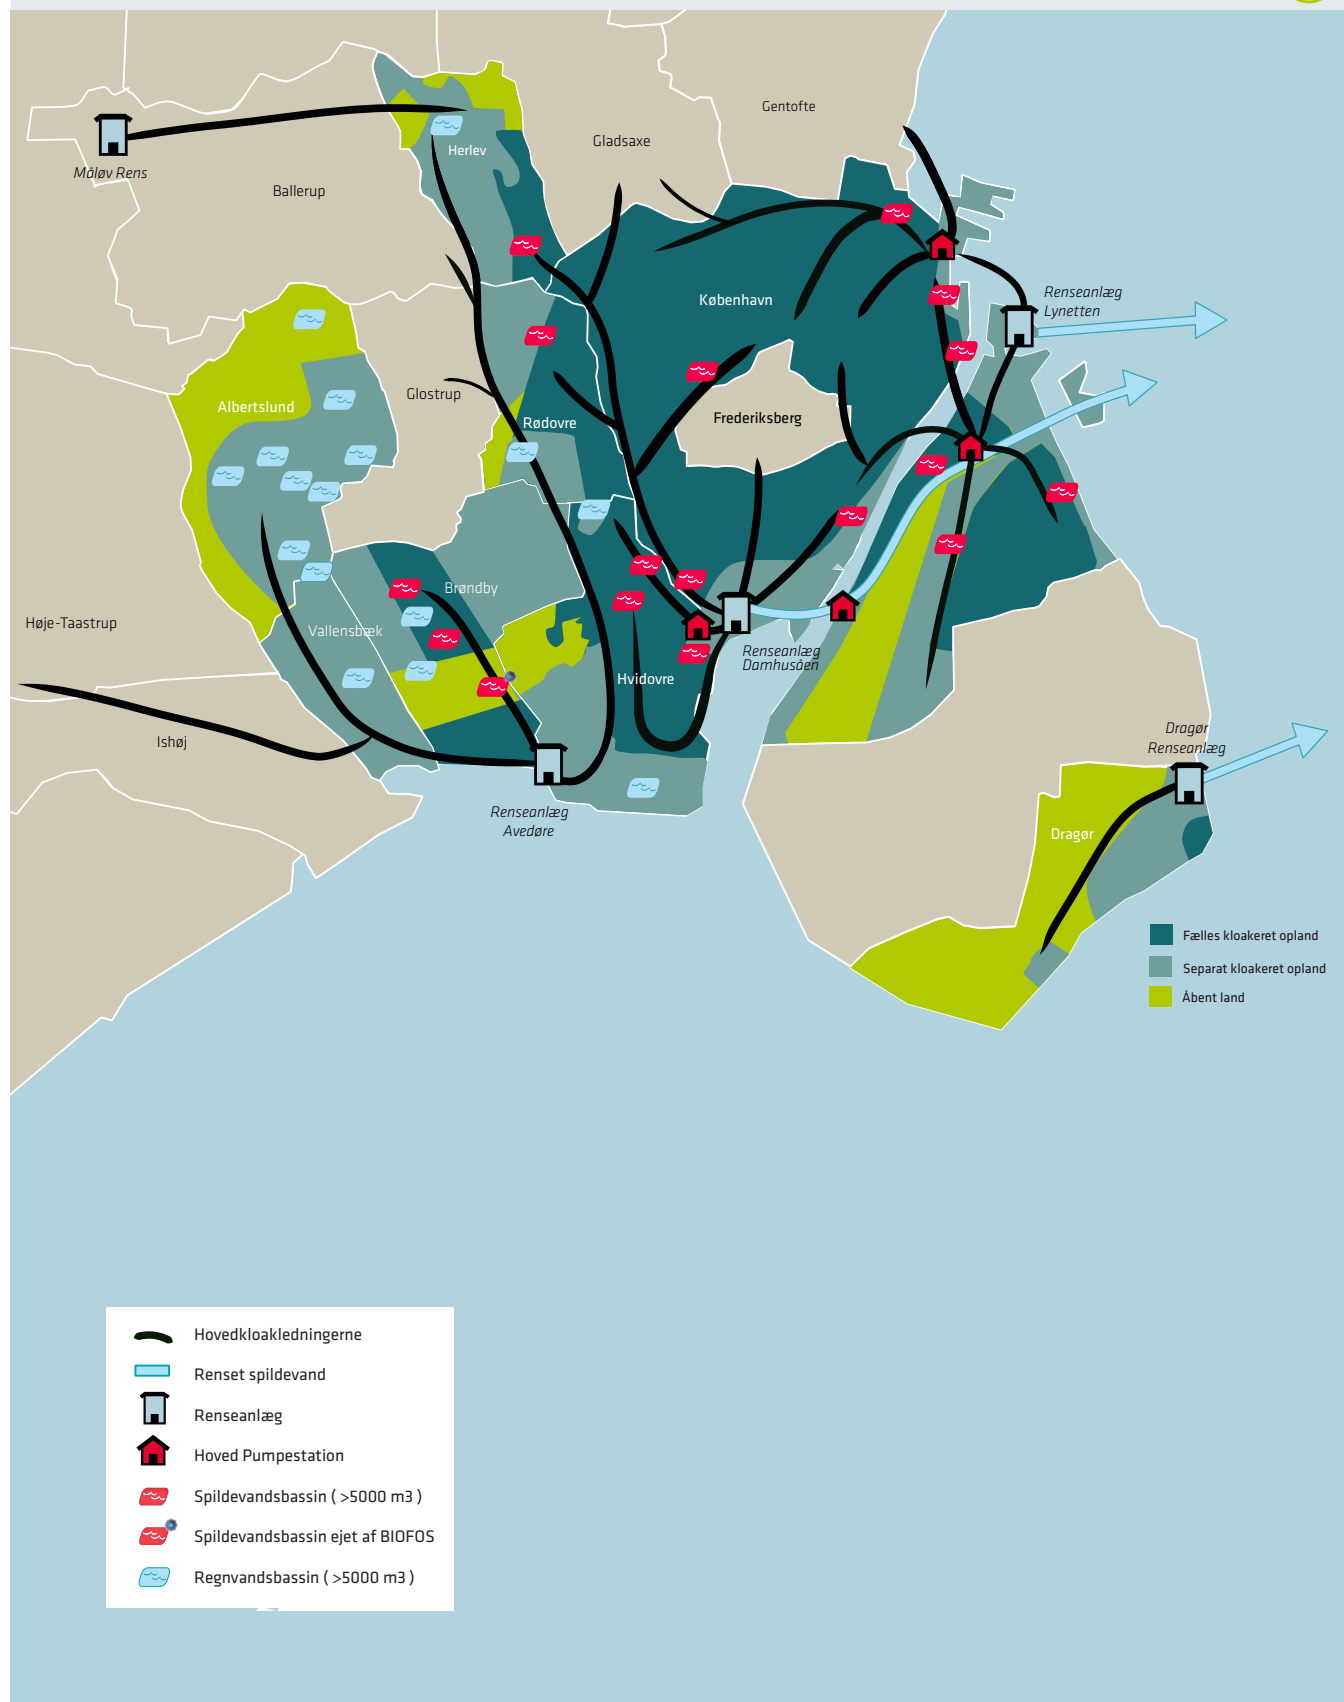 Gentofte
Gladsaxe
Herlev
Måløv Rens
Ballerup
København
Renseanlæg
Lynetten
Glostrup
Albertslund
Frederiksberg
Rødovre
Brøndby
Høje-Taastrup
Vallensbæk
Renseanlæg
Damhusåen
Hvidovre
Ishøj
Dragør
Renseanlæg
Renseanlæg
Avedøre
Dragør
Fælles kloakeret opland
Separat kloakeret opland
Åbent land
Hovedkloakledningerne
Renset spildevand
Renseanlæg
Hoved Pumpestation
Spildevandsbassin ( >5000 m3 )
Spildevandsbassin ejet af BIOFOS
Regnvandsbassin ( >5000 m3 )